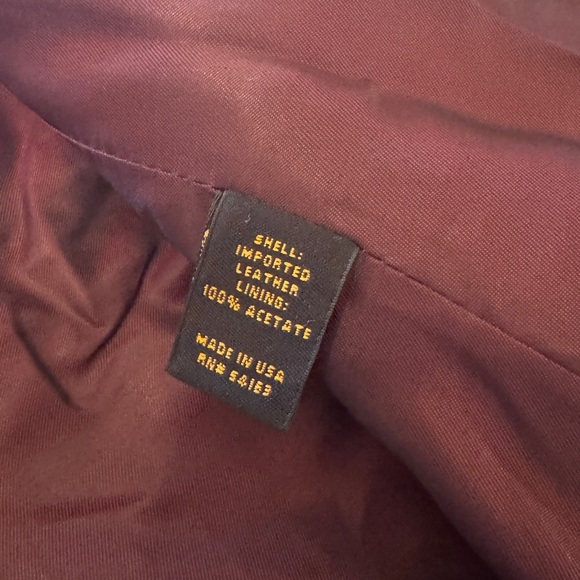 SHELL:
IMPORTED
LEATHER
LINING:
100% ACETATE
MADE IN USA
RN# 54163